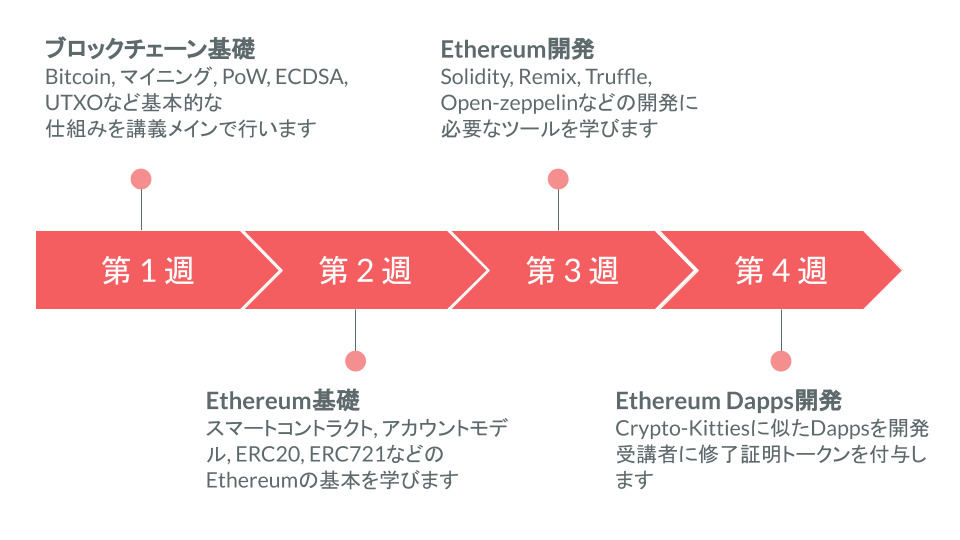 ブロックチェーン基礎
Bitcoin, マイニング, PoW, ECDSA,
UTXOなど基本的な
仕組みを講義メインで行います
Ethereum開発
Solidity, Remix, Truffle,
Open-zeppelinなどの開発に
必要なツールを学びます
第 1 週
第 2 週
第 3 週
第 4 週
Ethereum基礎
スマートコントラクト, アカウントモデ
ル, ERC20, ERC721などの
Ethereumの基本を学びます
Ethereum Dapps開発
Crypto-Kittiesに似たDappsを開発
受講者に修了証明トークンを付与し
ます